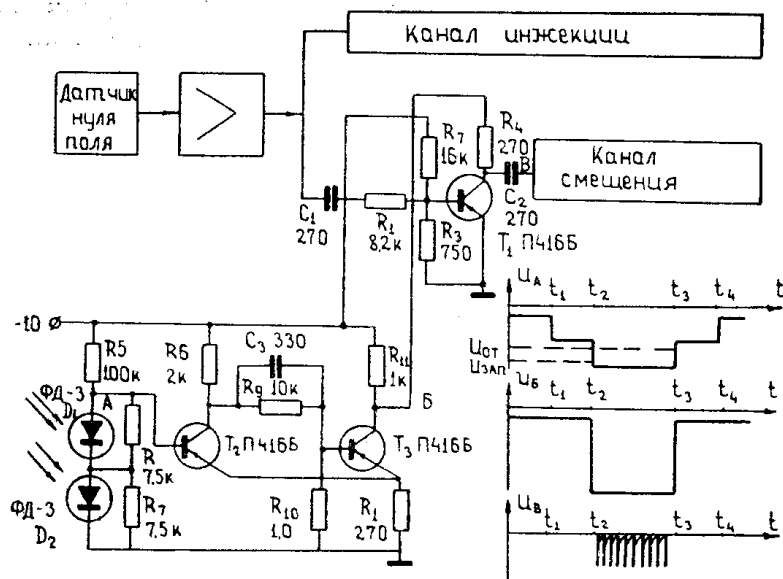 Канал инжекции
Датчик
нуля
поля
R7
16к
R4
270
B
Канал
смещения
C1
270
R1
8,2к
R3
750
C2
270
T1 П416Б
-10
R5
100к
R6
2к
C3 330
R9 10к
R11
1к
Б
ФД-3
D1
A
R
7,5к
T2П416Б
T3 П416Б
ФД-3
D2
R7
7,5к
R10
1,0
R1
270
UA
t1
t2
t3
t4
t
UОТ
UЗАП
UБ
t1
t2
t3
t4
t
UB
t1
t2
t3
t4
t